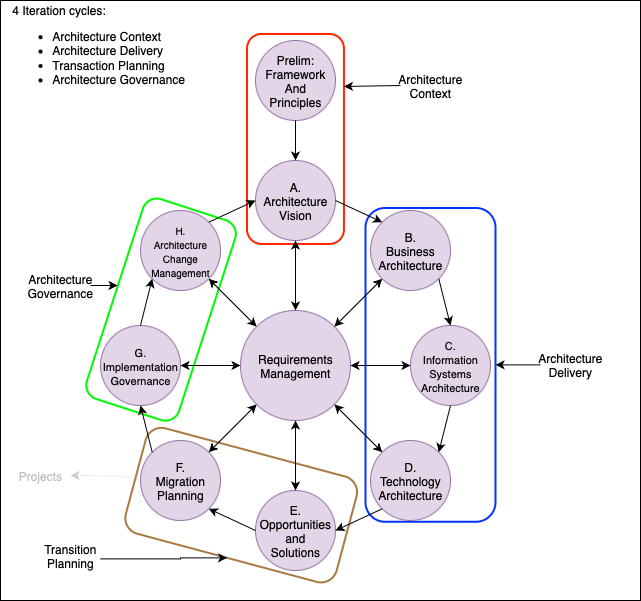 4 Iteration cycles:
• Architecture Context
• Architecture Delivery
• Transaction Planning
• Architecture Governance
Prelim:
Framework
And
Principles
Architecture
Context
A.
Architecture
Vision
H.
Architecture
Change
Management
B.
Business
Architecture
Architecture
Governance
G.
Implementation
Governance
Requirements
Management
C.
Information
Systems
Architecture
Architecture
Delivery
Projects
F.
Migration
Planning
D.
Technology
Architecture
E.
Opportunities
and
Solutions
Transition
Planning